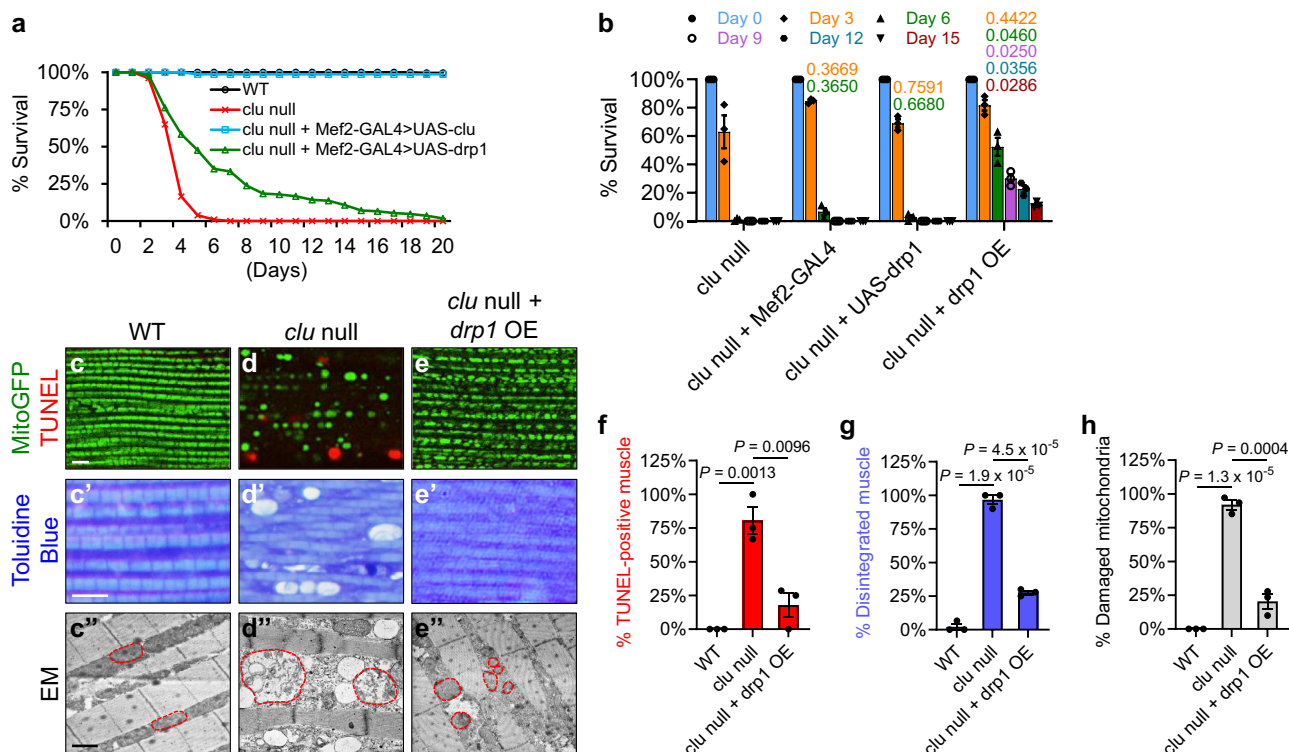 a
100%
75%
50%
25%
0%
% Survival
WT
clu null
clu null + Mef2-GAL4>UAS-clu
clu null + Mef2-GAL4>UAS-drp1
0 2 4 6 8 10 12 14 16 18 20
(Days)
b
Day 0 Day 3 Day 6
Day 9 Day 12 Day 15
0.4422
0.0460
0.0250
0.0356
0.0286
0.3669
0.3650
0.7591
0.6680
100%
80%
60%
40%
20%
0%
% Survival
clu null
clu null + Mef2-GAL4
clu null + UAS-drp1
clu null + drp1 OE
WT
clu null
clu null +
drp1 OE
MitoGFP
TUNEL
c
d
e
Toluidine
Blue
c'
d'
e'
EM
c''
d''
e''
f
P = 0.0096
P = 0.0013
125%
100%
75%
50%
25%
0%
% TUNEL-positive muscle
WT
clu null
clu null + drp1 OE
g
P = 4.5 x 10-5
P = 1.9 x 10-5
125%
100%
75%
50%
25%
0%
% Disintegrated muscle
WT
clu null
clu null + drp1 OE
h
P = 0.0004
P = 1.3 x 10-5
125%
100%
75%
50%
25%
0%
% Damaged mitochondria
WT
clu null
clu null + drp1 OE